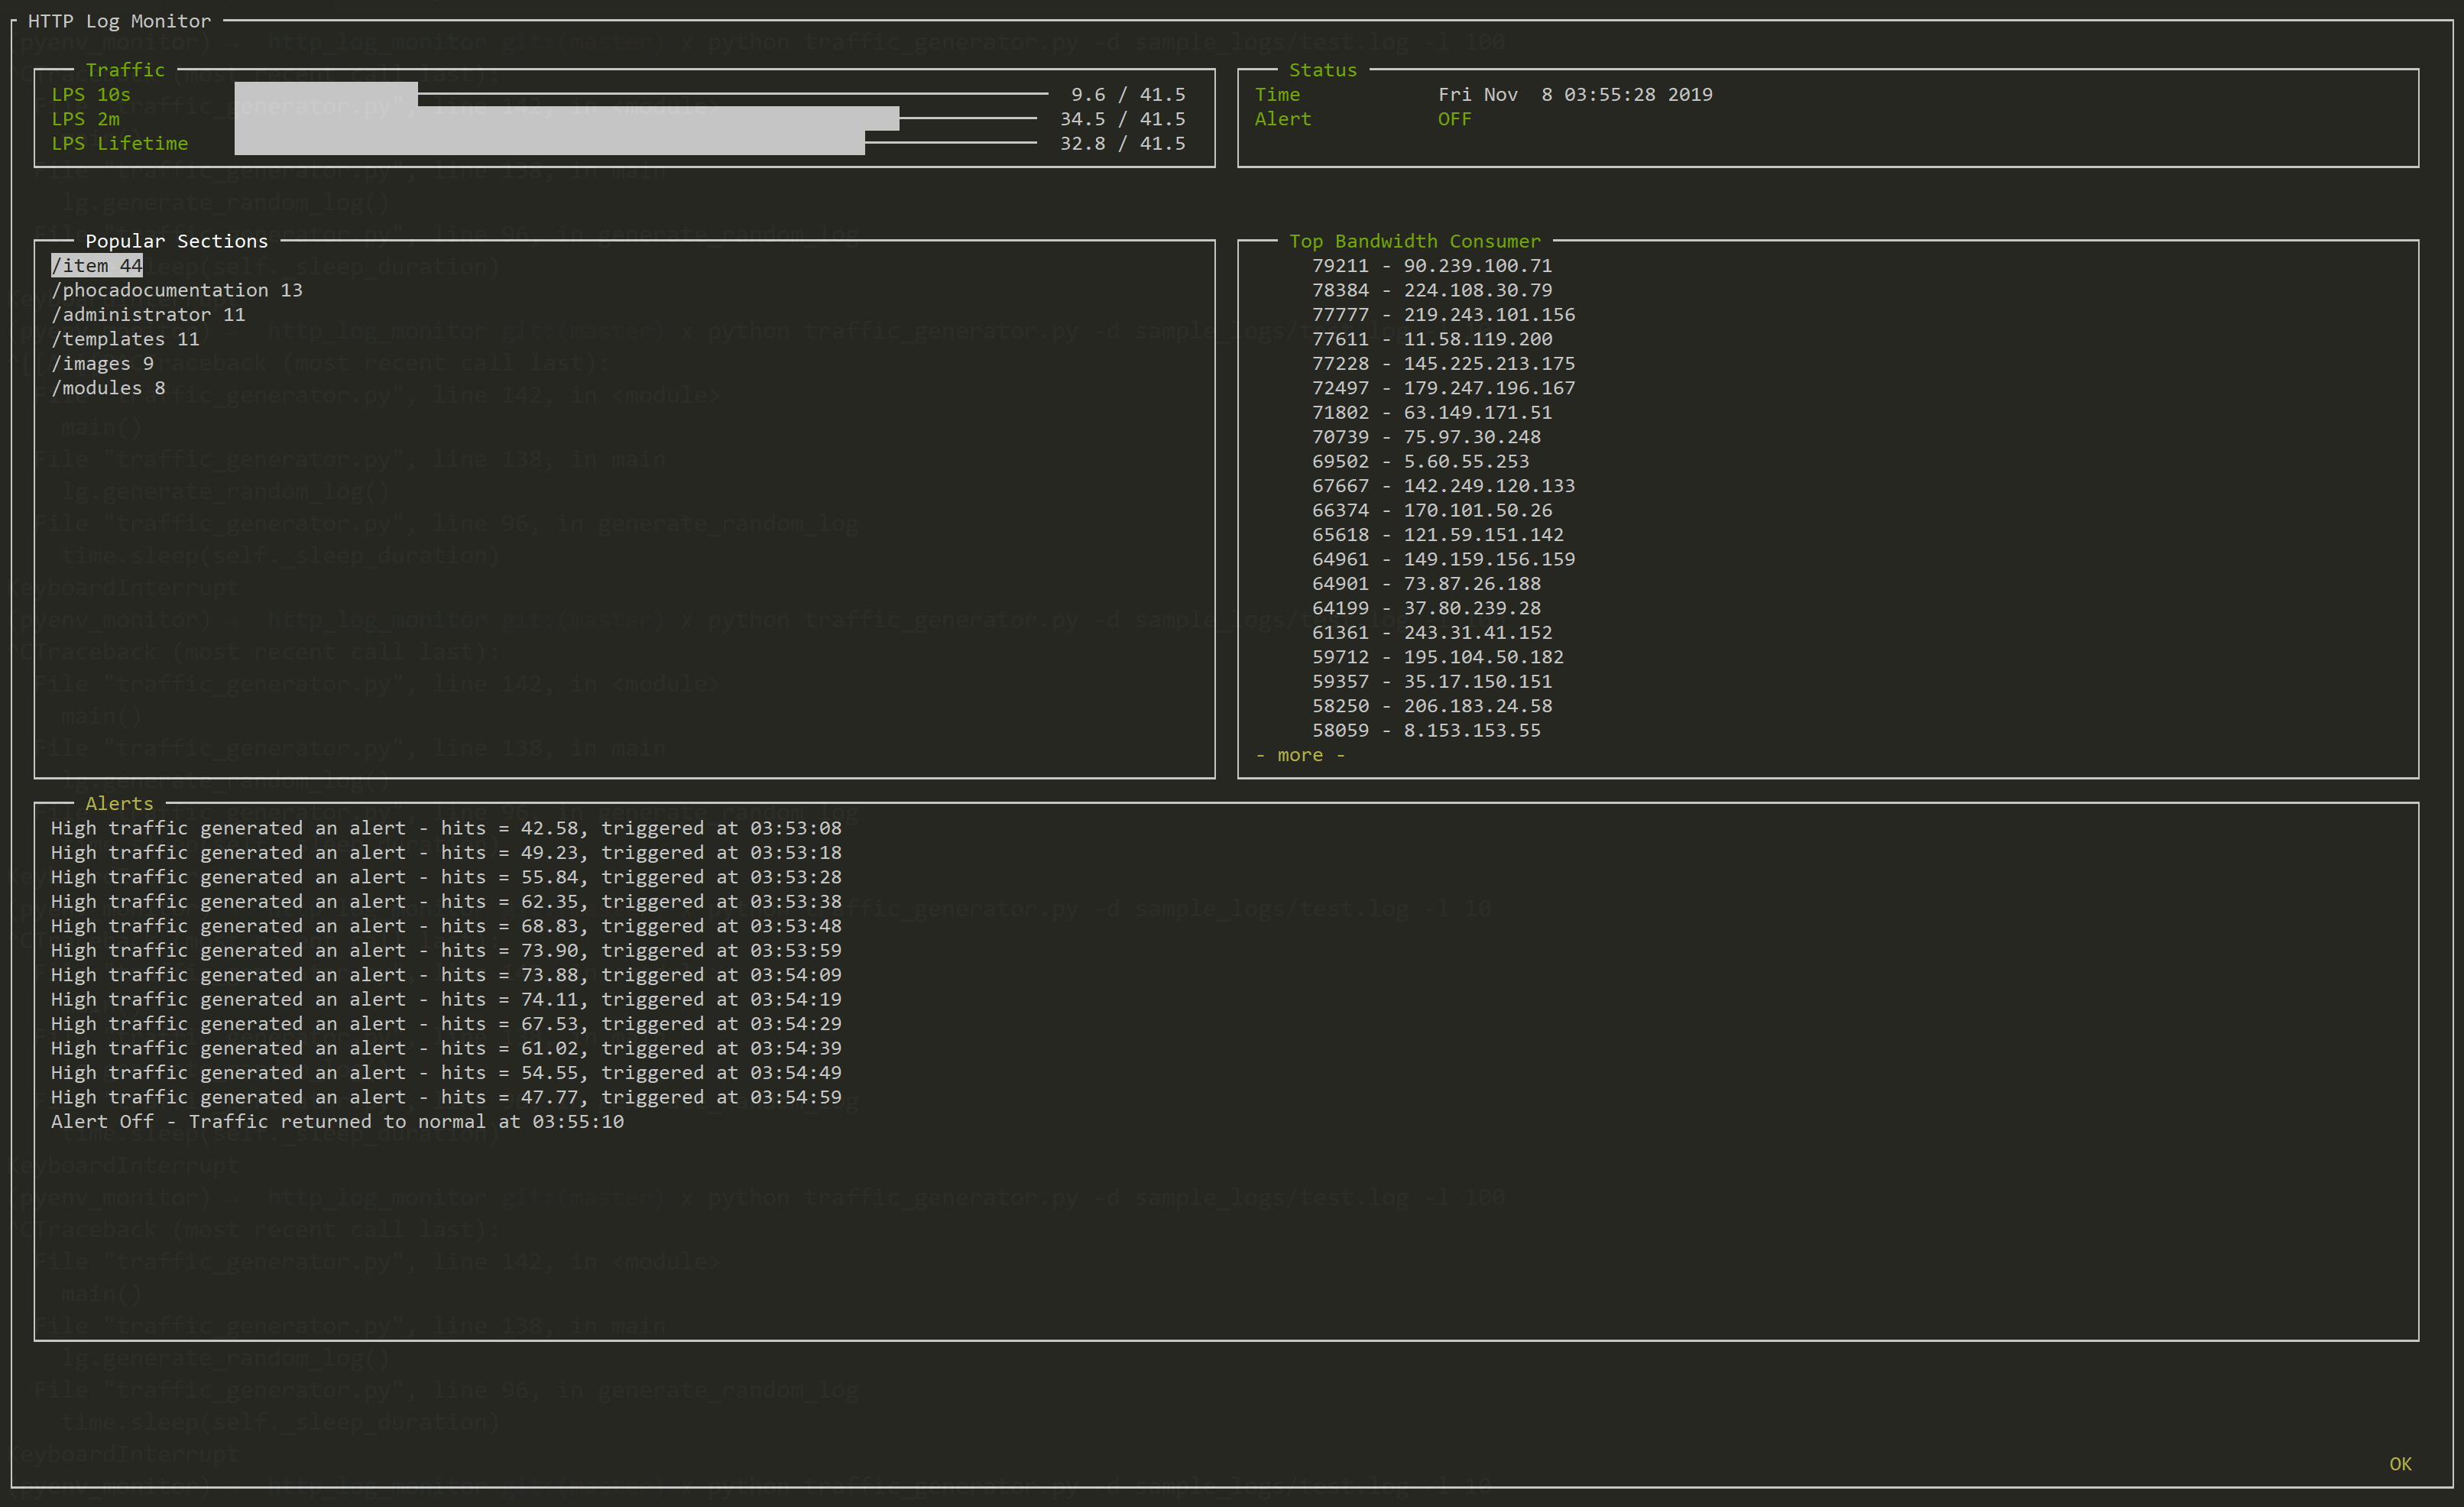 HTTP Log Monitor
Traffic
LPS 10s 9.6 / 41.5
LPS 2m 34.5 / 41.5
LPS Lifetime 32.8 / 41.5
Status
Time Fri Nov  8 03:55:28 2019
Alert OFF
Popular Sections
/item 44
/phocadocumentation 13
/administrator 11
/templates 11
/images 9
/modules 8
Top Bandwidth Consumer
79211 - 90.239.100.71
78384 - 224.108.30.79
77777 - 219.243.101.156
77611 - 11.58.119.200
77228 - 145.225.213.175
72497 - 179.247.196.167
71802 - 63.149.171.51
70739 - 75.97.30.248
69502 - 5.60.55.253
67667 - 142.249.120.133
66374 - 170.101.50.26
65618 - 121.59.151.142
64961 - 149.159.156.159
64901 - 73.87.26.188
64199 - 37.80.239.28
61361 - 243.31.41.152
59712 - 195.104.50.182
59357 - 35.17.150.151
58250 - 206.183.24.58
58059 - 8.153.153.55
- more -
Alerts
High traffic generated an alert - hits = 42.58, triggered at 03:53:08
High traffic generated an alert - hits = 49.23, triggered at 03:53:18
High traffic generated an alert - hits = 55.84, triggered at 03:53:28
High traffic generated an alert - hits = 62.35, triggered at 03:53:38
High traffic generated an alert - hits = 68.83, triggered at 03:53:48
High traffic generated an alert - hits = 73.90, triggered at 03:53:59
High traffic generated an alert - hits = 73.88, triggered at 03:54:09
High traffic generated an alert - hits = 74.11, triggered at 03:54:19
High traffic generated an alert - hits = 67.53, triggered at 03:54:29
High traffic generated an alert - hits = 61.02, triggered at 03:54:39
High traffic generated an alert - hits = 54.55, triggered at 03:54:49
High traffic generated an alert - hits = 47.77, triggered at 03:54:59
Alert Off - Traffic returned to normal at 03:55:10
OK